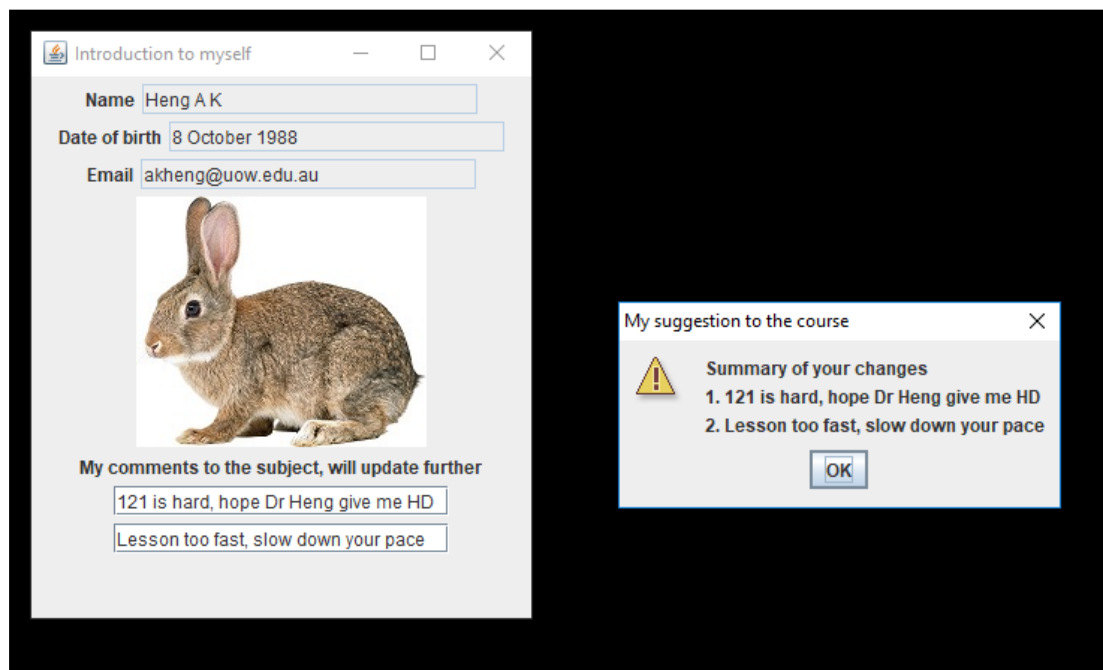 Introduction to myself
Name Heng A K
Date of birth 8 October 1988
Email akheng@uow.edu.au
My comments to the subject, will update further
121 is hard, hope Dr Heng give me HD
Lesson too fast, slow down your pace
My suggestion to the course
Summary of your changes
1. 121 is hard, hope Dr Heng give me HD
2. Lesson too fast, slow down your pace
OK